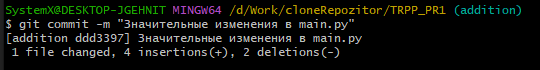 SystemX@DESKTOP-JGEHNIT MINGW64 /d/Work/cloneRepozitor/TRPP_PR1 (addition)
$ git commit -m "Значительные изменения в main.py"
[addition ddd3397] Значительные изменения в main.py
 1 file changed, 4 insertions(+), 2 deletions(-)